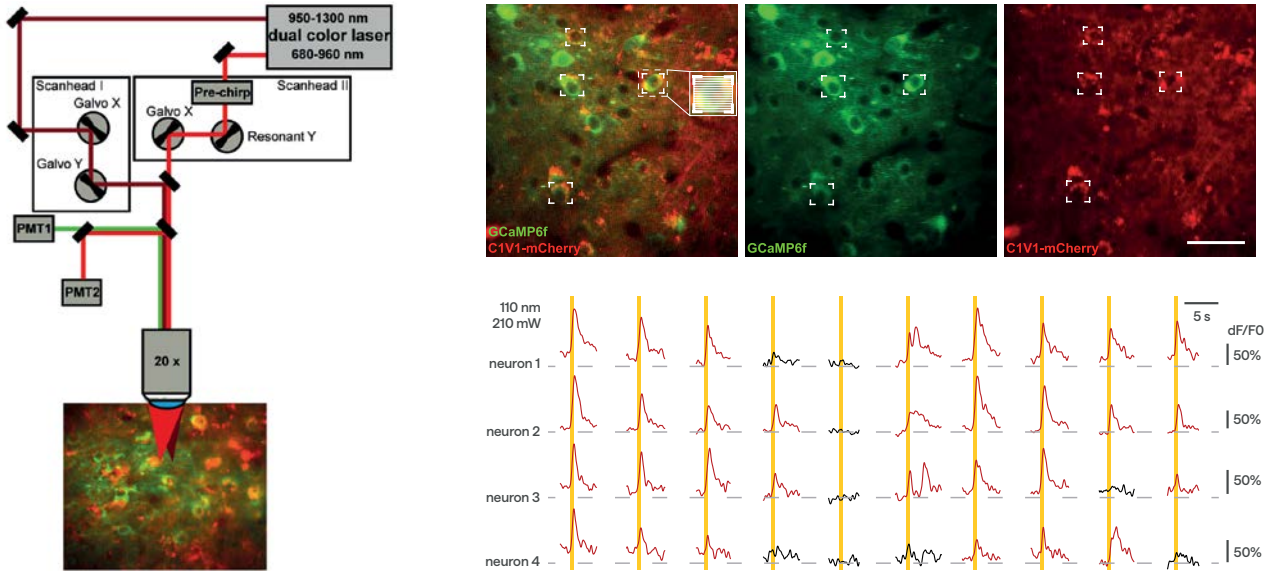 950-1300 nm
dual color laser
680-960 nm
Scanhead I
Galvo X
Galvo Y
Pre-chirp
Scanhead II
Galvo X
Resonant Y
PMT1
PMT2
20 x
GCaMP6f
C1V1-mCherry
GCaMP6f
C1V1-mCherry
110 nm
210 mW
5 s
dF/F0
neuron 1
50%
neuron 2
50%
neuron 3
50%
neuron 4
50%